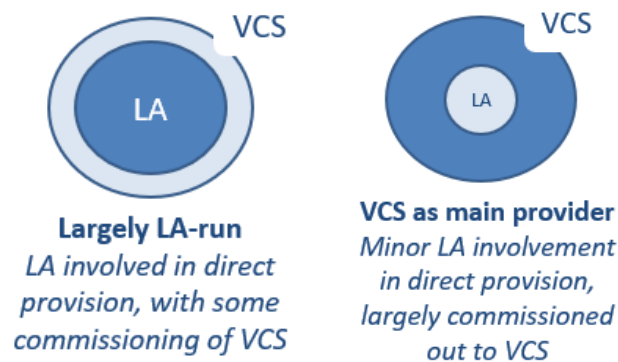 VCS
LA
Largely LA-run
LA involved in direct
provision, with some
commissioning of VCS
VCS
LA
VCS as main provider
Minor LA involvement
in direct provision,
largely commissioned
out to VCS